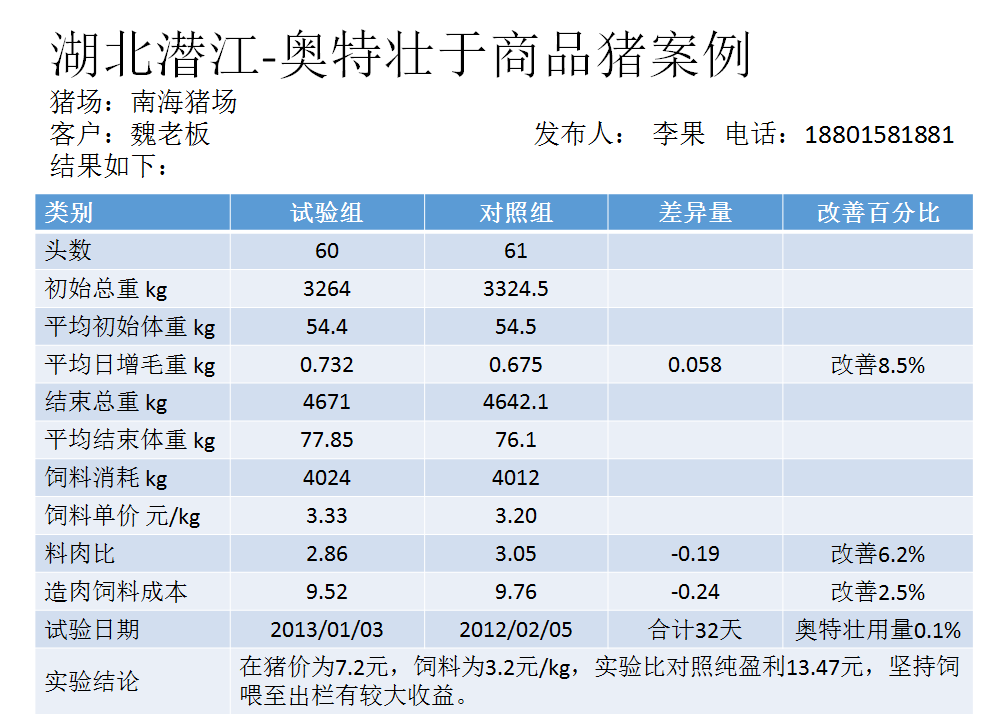 湖北潜江-奥特壮于商品猪案例
猪场：南海猪场
客户：魏老板 发布人： 李果 电话：18801581881
结果如下：
类别 试验组 对照组 差异量 改善百分比
头数 60 61
初始总重 kg 3264 3324.5
平均初始体重 kg 54.4 54.5
平均日增毛重 kg 0.732 0.675 0.058 改善8.5%
结束总重 kg 4671 4642.1
平均结束体重 kg 77.85 76.1
饲料消耗 kg 4024 4012
饲料单价 元/kg 3.33 3.20
料肉比 2.86 3.05 -0.19 改善6.2%
造肉饲料成本 9.52 9.76 -0.24 改善2.5%
试验日期 2013/01/03 2012/02/05 合计32天 奥特壮用量0.1%
实验结论 在猪价为7.2元，饲料为3.2元/kg，实验比对照纯盈利13.47元，坚持饲
喂至出栏有较大收益。